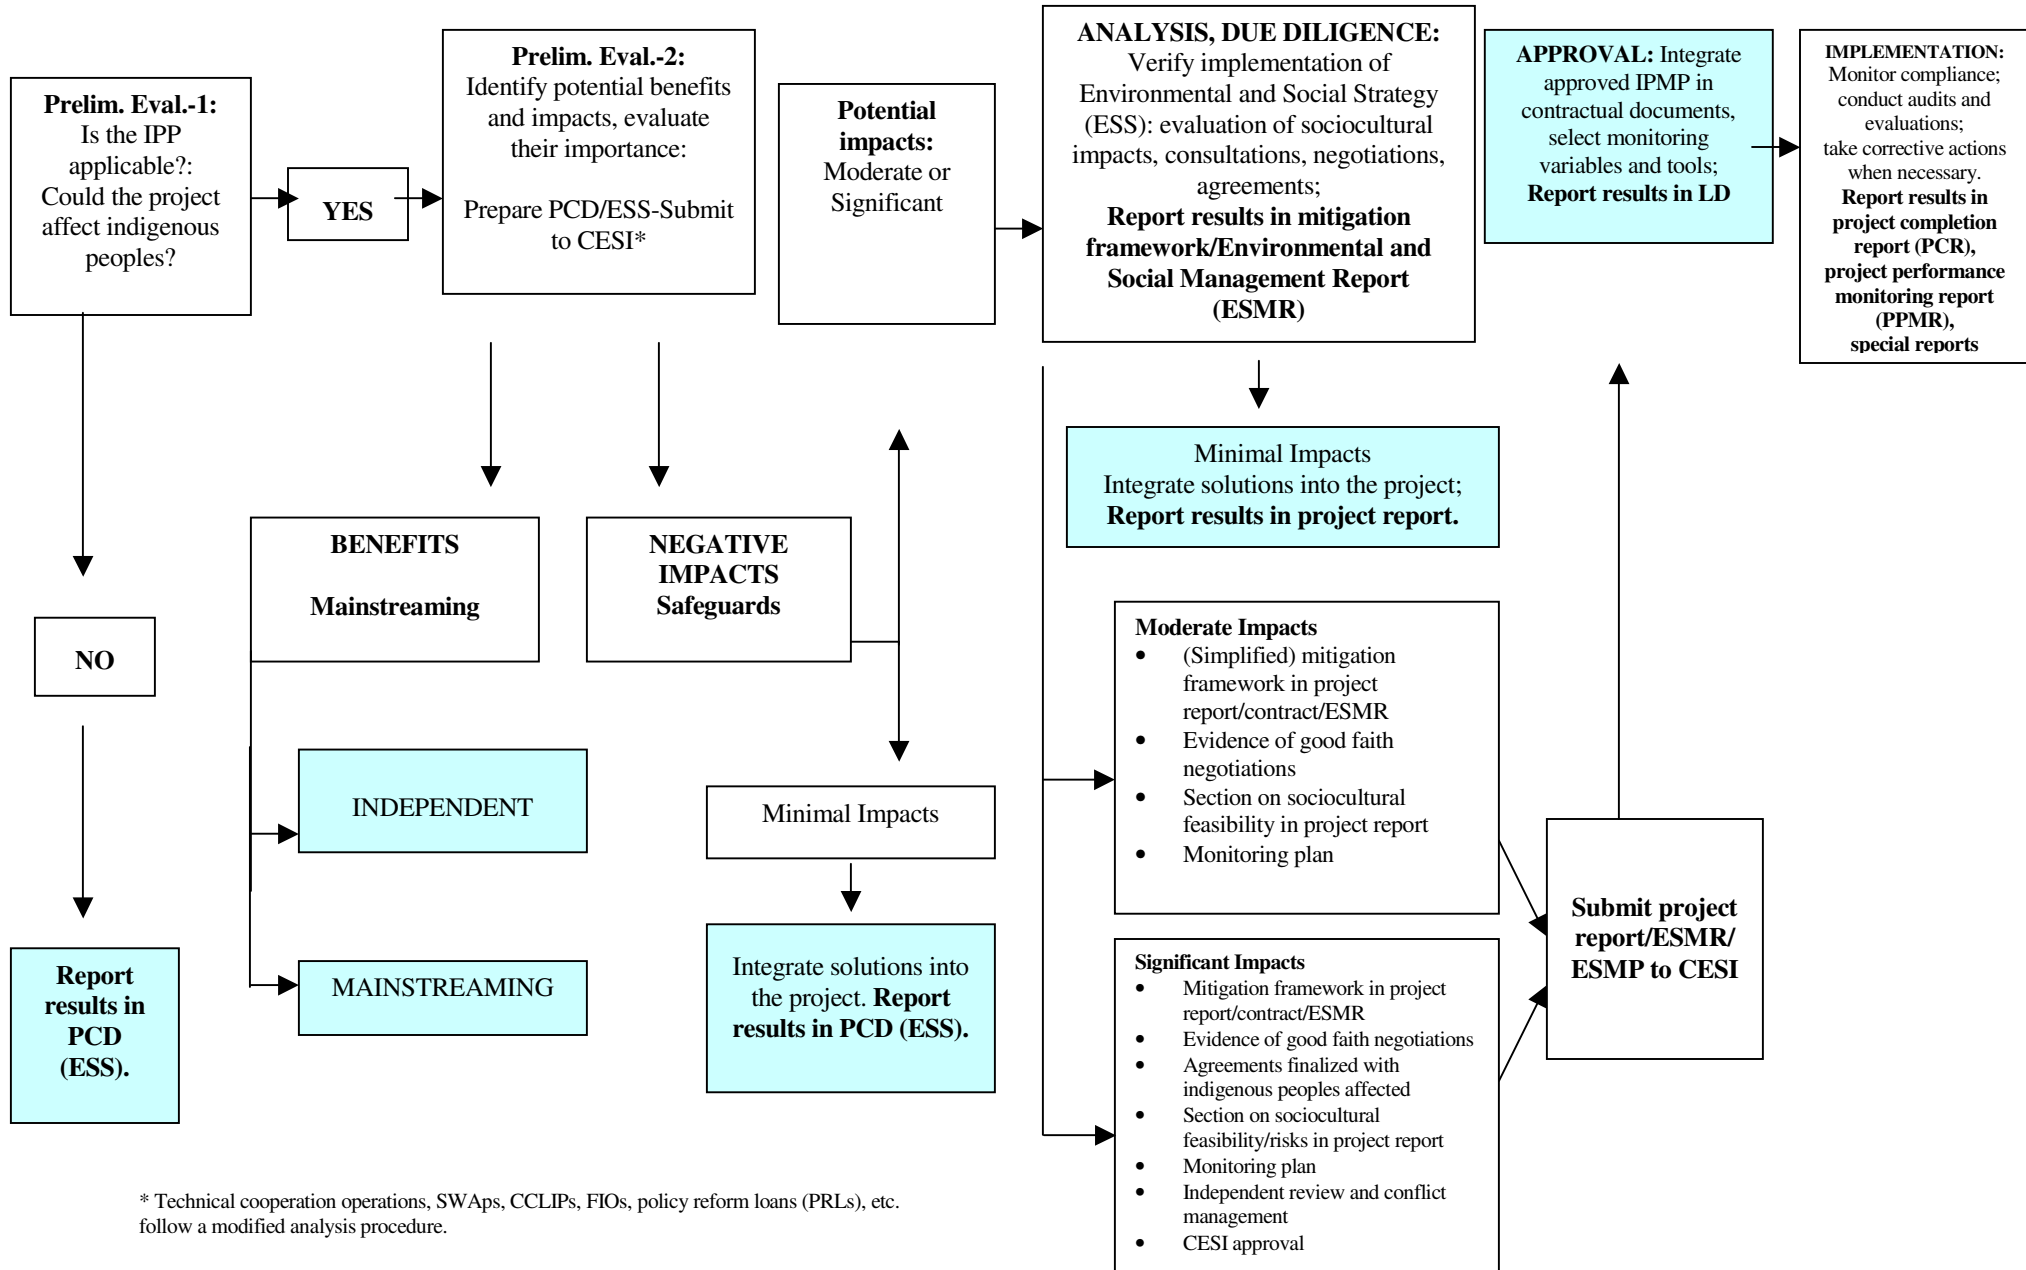 Prelim. Eval.-1:
Is the IPP
applicable?:
Could the project
affect indigenous
peoples?
YES
Prelim. Eval.-2:
Identify potential benefits
and impacts, evaluate
their importance:
Prepare PCD/ESS-Submit
to CESI*
Potential
impacts:
Moderate or
Significant
ANALYSIS, DUE DILIGENCE:
Verify implementation of
Environmental and Social Strategy
(ESS): evaluation of sociocultural
impacts, consultations, negotiations,
agreements;
Report results in mitigation
framework/Environmental and
Social Management Report
(ESMR)
APPROVAL: Integrate
approved IPMP in
contractual documents,
select monitoring
variables and tools;
Report results in LD
IMPLEMENTATION:
Monitor compliance;
conduct audits and
evaluations;
take corrective actions
when necessary.
Report results in
project completion
report (PCR),
project performance
monitoring report
(PPMR),
special reports
NO
Report
results in
PCD
(ESS).
BENEFITS
Mainstreaming
INDEPENDENT
MAINSTREAMING
NEGATIVE
IMPACTS
Safeguards
Minimal Impacts
Integrate solutions into
the project. Report
results in PCD (ESS).
Minimal Impacts
Integrate solutions into the project;
Report results in project report.
Moderate Impacts
• (Simplified) mitigation
framework in project
report/contract/ESMR
• Evidence of good faith
negotiations
• Section on sociocultural
feasibility in project report
• Monitoring plan
Significant Impacts
• Mitigation framework in project
report/contract/ESMR
• Evidence of good faith negotiations
• Agreements finalized with
indigenous peoples affected
• Section on sociocultural
feasibility/risks in project report
• Monitoring plan
• Independent review and conflict
management
• CESI approval
Submit project
report/ESMR/
ESMP to CESI
* Technical cooperation operations, SWAps, CCLIPs, FIOs, policy reform loans (PRLs), etc.
follow a modified analysis procedure.